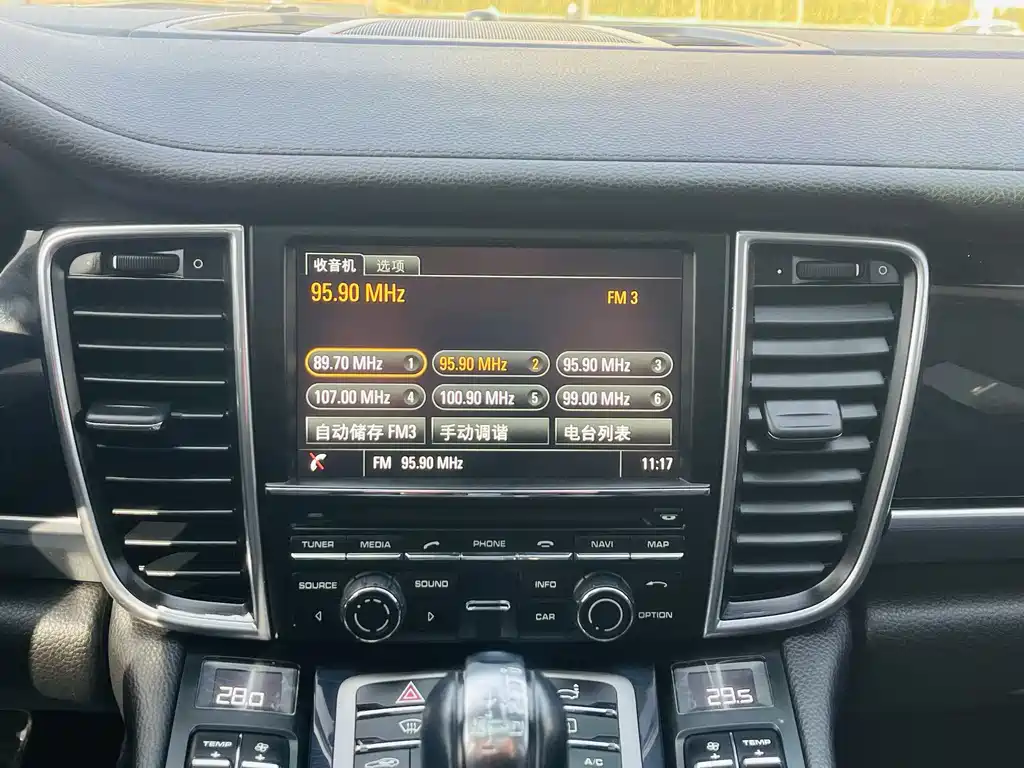 收音机 选项
95.90 MHz FM 3
89.70 MHz 1 95.90 MHz 2 95.90 MHz 3
107.00 MHz 4 100.90 MHz 5 99.00 MHz 6
自动储存 FM3 手动调谐 电台列表
FM 95.90 MHz 11:17
TUNER MEDIA PHONE NAVI MAP
SOURCE SOUND INFO
CAR OPTION
28.0 29.5
TEMP TEMP
A/C